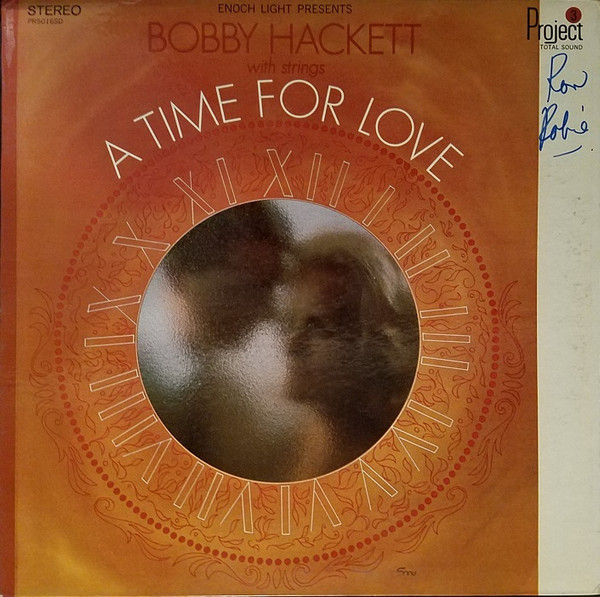 STEREO
PR5016SD
ENOCH LIGHT PRESENTS
BOBBY HACKETT
with strings
A TIME FOR LOVE
XII
I
II
III
IV
V
VI
VII
VIII
IX
X
XI
Project 3
TOTAL SOUND
Ron